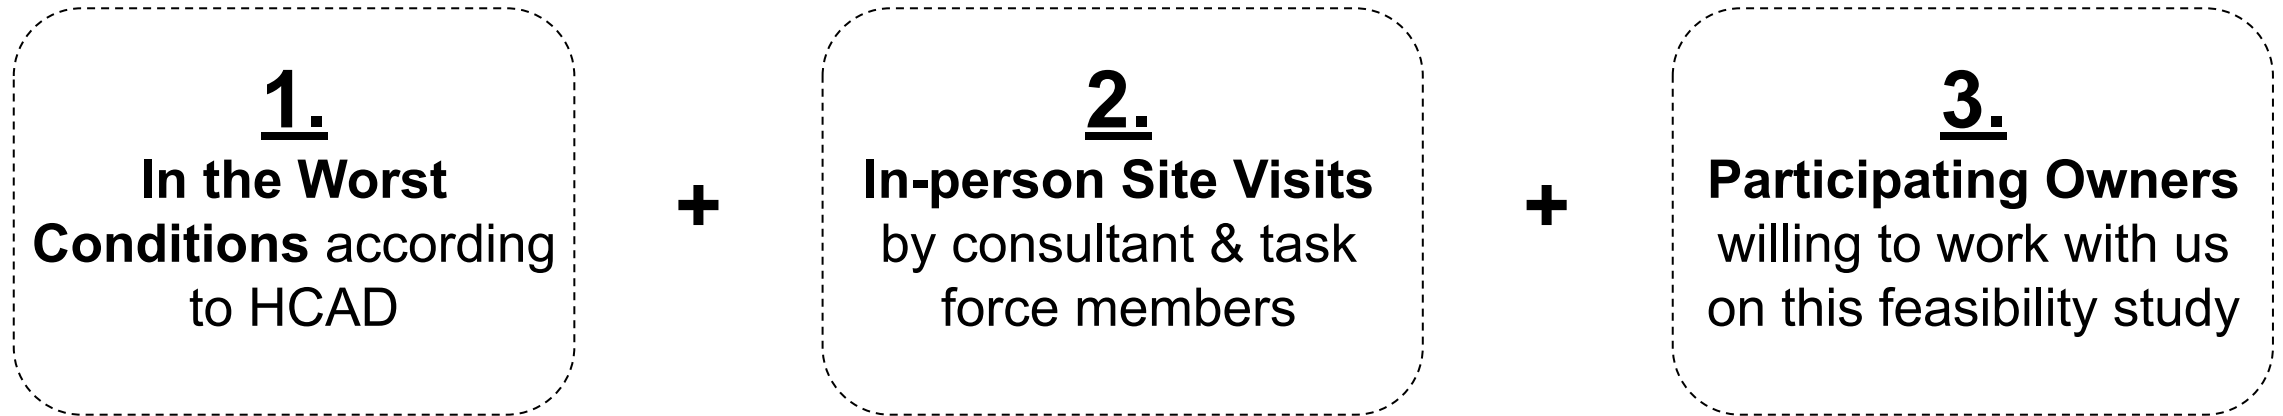 1.
In the Worst
Conditions according
to HCAD
+
2.
In-person Site Visits
by consultant & task
force members
+
3.
Participating Owners
willing to work with us
on this feasibility study